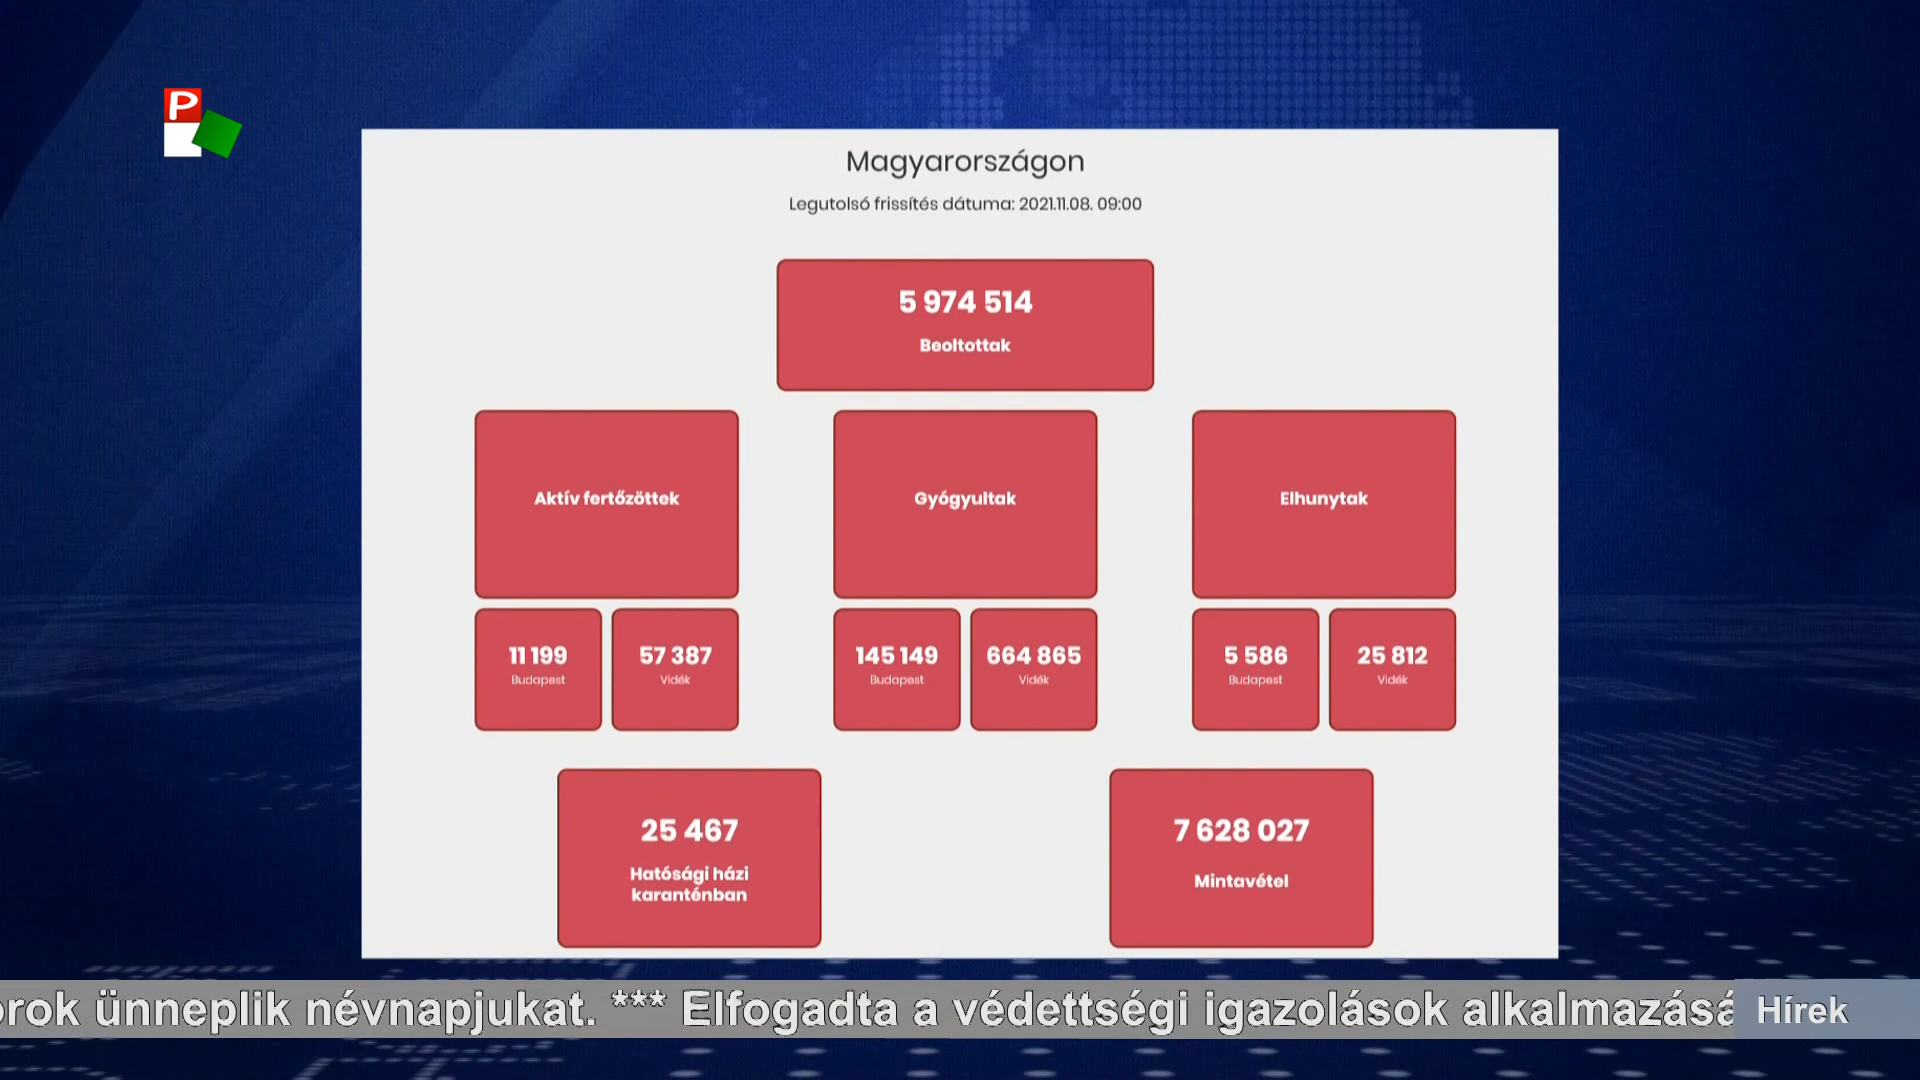 P
Magyarországon
Legutolsó frissítés dátuma: 2021.11.08. 09:00
5 974 514
Beoltottak
Aktív fertőzöttek
Gyógyultak
Elhunytak
11 199
Budapest
57 387
Vidék
145 149
Budapest
664 865
Vidék
5 586
Budapest
25 812
Vidék
25 467
Hatósági házi
karanténban
7 628 027
Mintavétel
ünneplik névnapjukat. *** Elfogadta a védettségi igazolások
Hírek